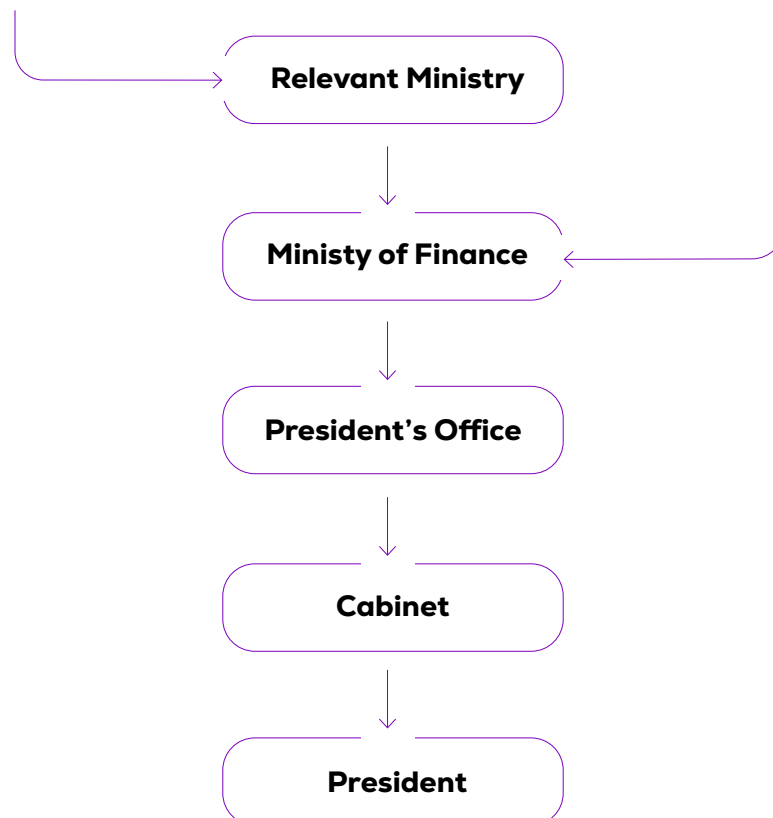 Relevant Ministry
Ministy of Finance
President’s Office
Cabinet
President